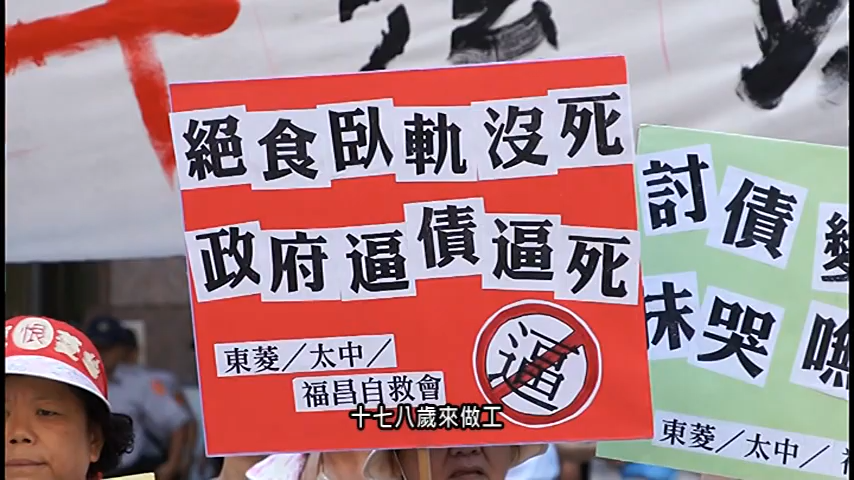 絕食臥軌沒死
政府逼債逼死
東菱／太中／
福昌自救會
逼
討債
哭
東菱／太中／
恨
十七八歲來做工